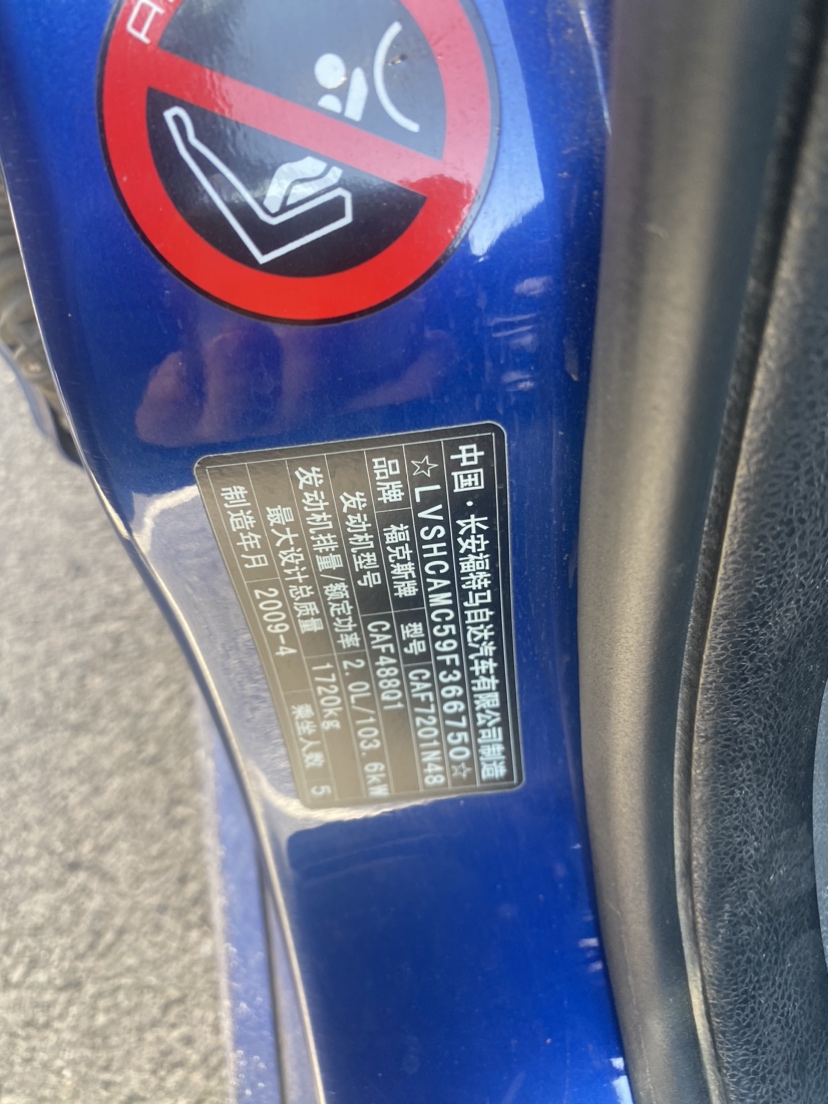 中国·长安福特马自达汽车有限公司制造
☆LVSHCAMC59F366750☆
品牌 福克斯牌 型号 CAF7201N48
发动机型号 CAF488Q1
发动机排量/额定功率 2.0L/103.6kW
最大设计总质量 1720kg
制造年月 2009-4 乘坐人数 5